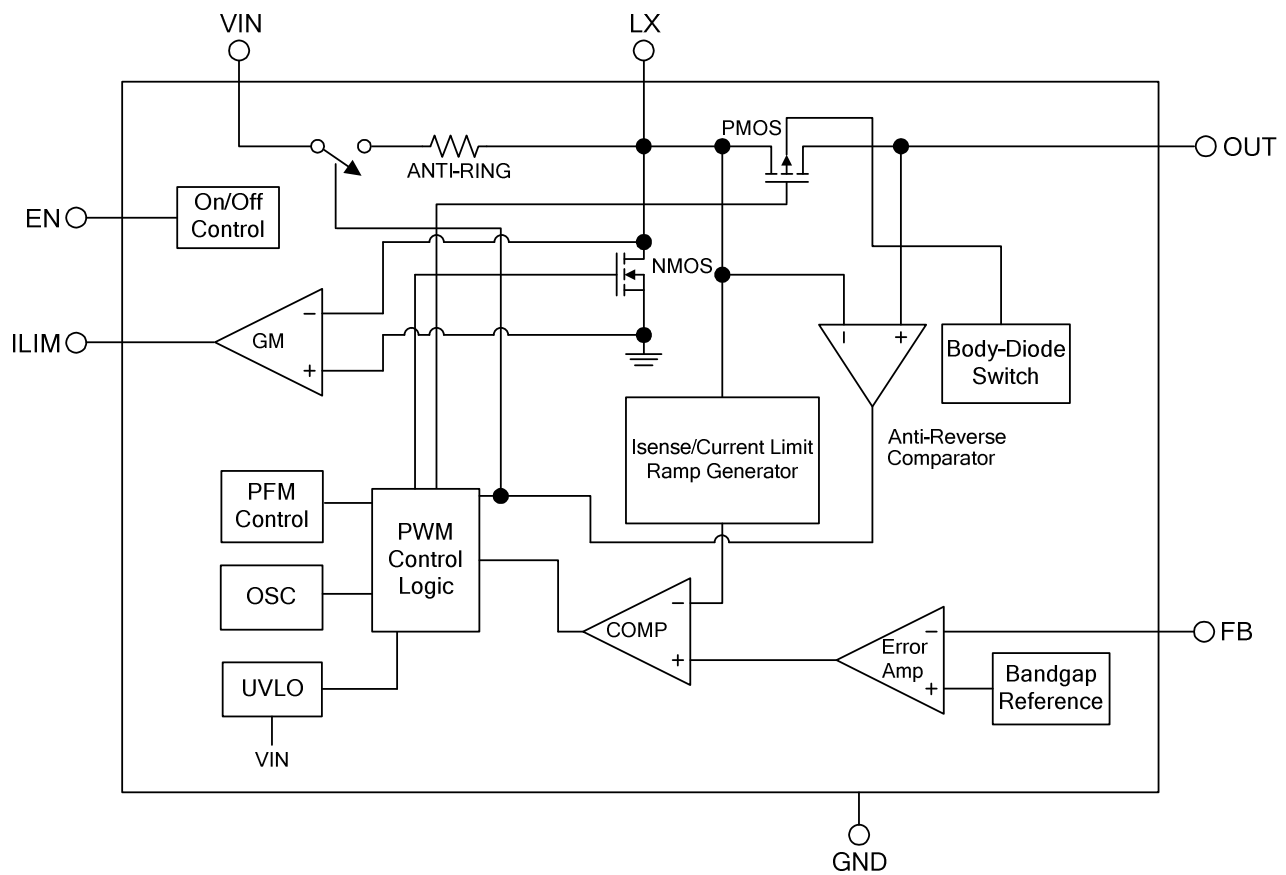 VIN
LX
PMOS
OUT
ANTI-RING
On/Off
Control
EN
NMOS
−
GM
+
ILIM
−
+
Body-Diode
Switch
Isense/Current Limit
Ramp Generator
Anti-Reverse
Comparator
PFM
Control
PWM
Control
Logic
OSC
−
COMP
+
−
Error
Amp
+
FB
Bandgap
Reference
UVLO
VIN
GND